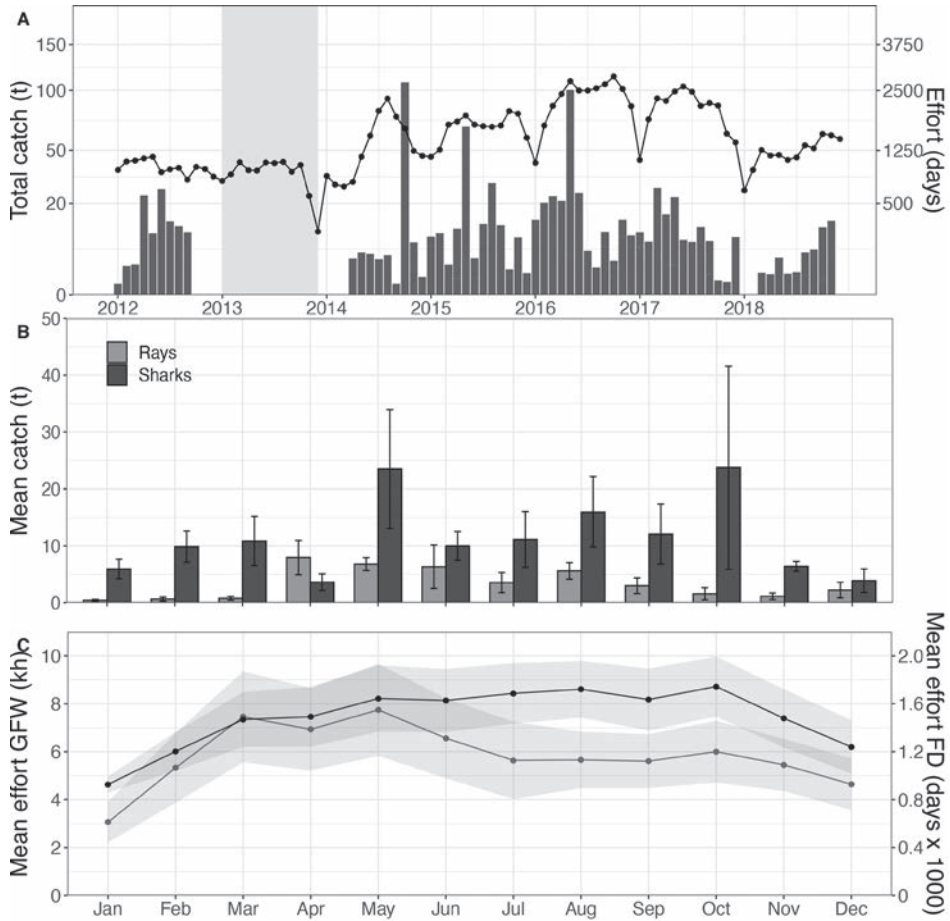 A
150
100
50
20
0
Total catch (t)
3750
2500
1250
500
Effort (days)
2012 2013 2014 2015 2016 2017 2018
B
50
40
30
20
10
0
Mean catch (t)
Rays
Sharks
C
10
8
6
4
2
0
Mean effort GFW (kh)
2.0
1.6
1.2
0.8
0.4
0
Mean effort FD (days x 1000)
Jan Feb Mar Apr May Jun Jul Aug Sep Oct Nov Dec